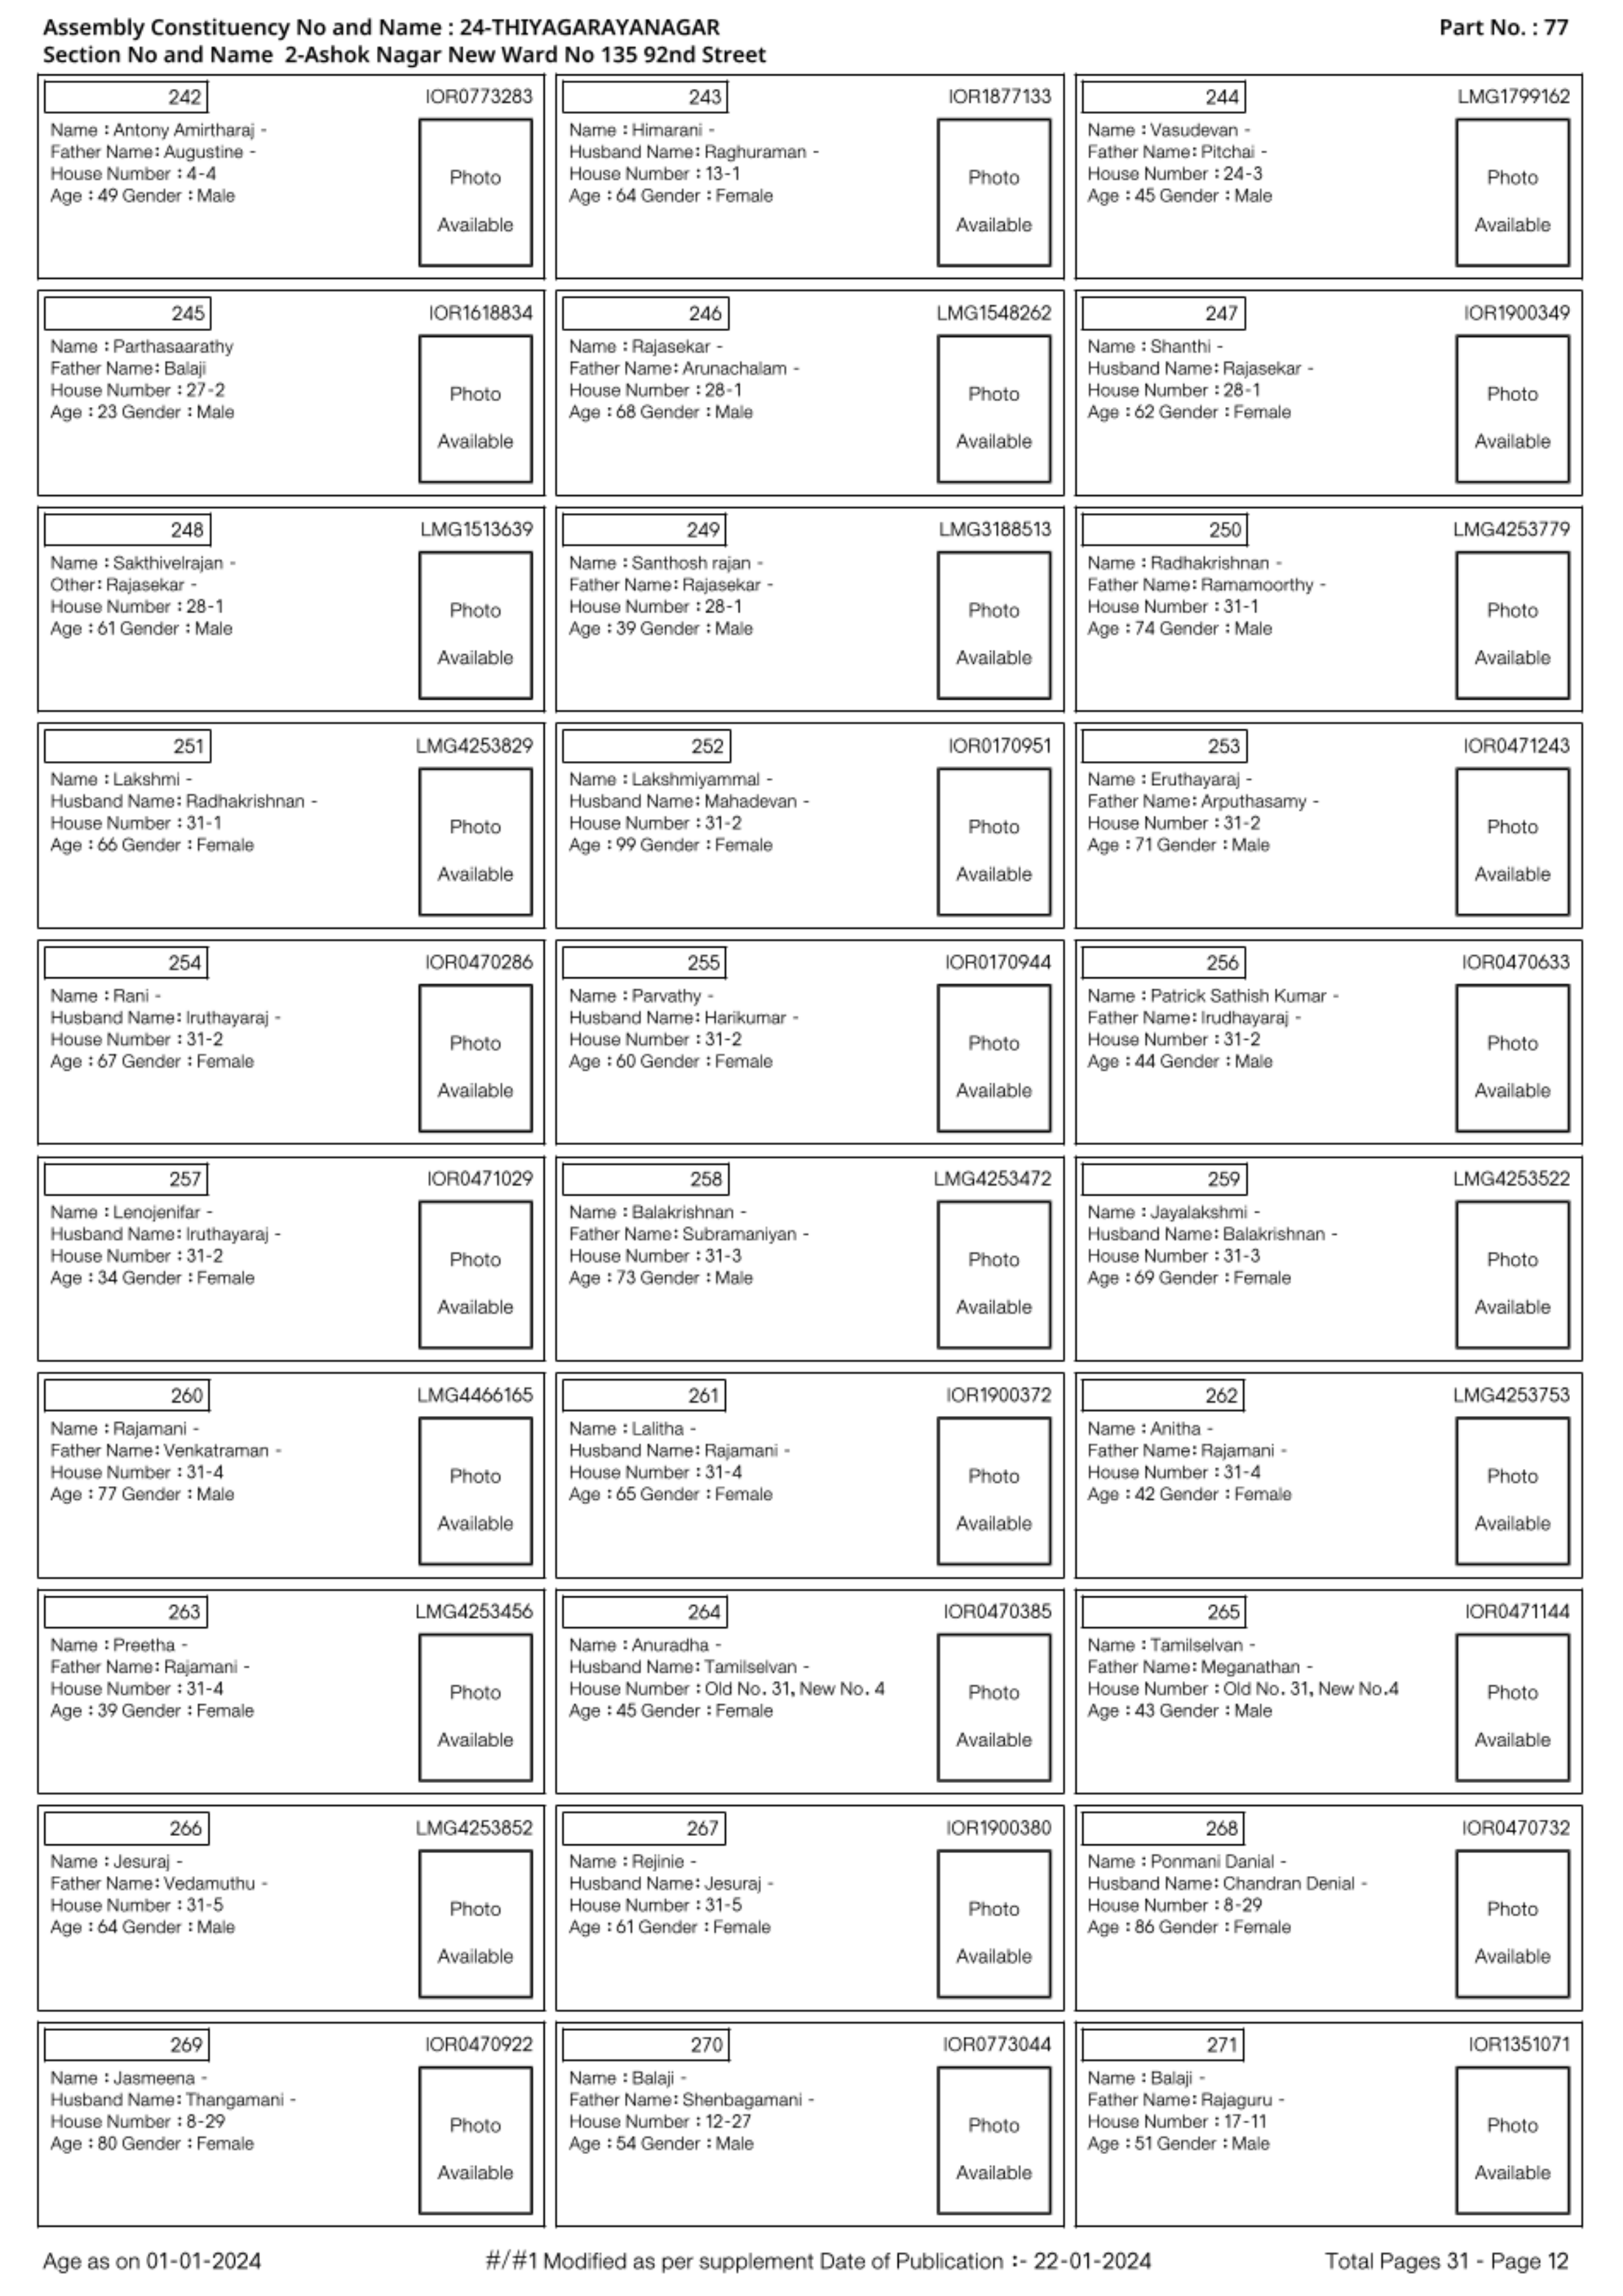 Assembly Constituency No and Name : 24-THIYAGARAYANAGAR
Part No. : 77
Section No and Name 2-Ashok Nagar New Ward No 135 92nd Street
242
IOR0773283
Name : Antony Amirtharaj -
Father Name: Augustine -
House Number : 4-4
Age : 49 Gender : Male
Photo
Available
243
IOR1877133
Name : Himarani -
Husband Name: Raghuraman -
House Number : 13-1
Age : 64 Gender : Female
Photo
Available
244
LMG1799162
Name : Vasudevan -
Father Name: Pitchai -
House Number : 24-3
Age : 45 Gender : Male
Photo
Available
245
IOR1618834
Name : Parthasaarathy
Father Name: Balaji
House Number : 27-2
Age : 23 Gender : Male
Photo
Available
246
LMG1548262
Name : Rajasekar -
Father Name: Arunachalam -
House Number : 28-1
Age : 68 Gender : Male
Photo
Available
247
IOR1900349
Name : Shanthi -
Husband Name: Rajasekar -
House Number : 28-1
Age : 62 Gender : Female
Photo
Available
248
LMG1513639
Name : Sakthivelrajan -
Other: Rajasekar -
House Number : 28-1
Age : 61 Gender : Male
Photo
Available
249
LMG3188513
Name : Santhosh rajan -
Father Name: Rajasekar -
House Number : 28-1
Age : 39 Gender : Male
Photo
Available
250
LMG4253779
Name : Radhakrishnan -
Father Name: Ramamoorthy -
House Number : 31-1
Age : 74 Gender : Male
Photo
Available
251
LMG4253829
Name : Lakshmi -
Husband Name: Radhakrishnan -
House Number : 31-1
Age : 66 Gender : Female
Photo
Available
252
IOR0170951
Name : Lakshmiyammal -
Husband Name: Mahadevan -
House Number : 31-2
Age : 99 Gender : Female
Photo
Available
253
IOR0471243
Name : Eruthayaraj -
Father Name: Arputhasamy -
House Number : 31-2
Age : 71 Gender : Male
Photo
Available
254
IOR0470286
Name : Rani -
Husband Name: Iruthayaraj -
House Number : 31-2
Age : 67 Gender : Female
Photo
Available
255
IOR0170944
Name : Parvathy -
Husband Name: Harikumar -
House Number : 31-2
Age : 60 Gender : Female
Photo
Available
256
IOR0470633
Name : Patrick Sathish Kumar -
Father Name: Irudhayaraj -
House Number : 31-2
Age : 44 Gender : Male
Photo
Available
257
IOR0471029
Name : Lenojenifar -
Husband Name: Iruthayaraj -
House Number : 31-2
Age : 34 Gender : Female
Photo
Available
258
LMG4253472
Name : Balakrishnan -
Father Name: Subramaniyan -
House Number : 31-3
Age : 73 Gender : Male
Photo
Available
259
LMG4253522
Name : Jayalakshmi -
Husband Name: Balakrishnan -
House Number : 31-3
Age : 69 Gender : Female
Photo
Available
260
LMG4466165
Name : Rajamani -
Father Name: Venkatraman -
House Number : 31-4
Age : 77 Gender : Male
Photo
Available
261
IOR1900372
Name : Lalitha -
Husband Name: Rajamani -
House Number : 31-4
Age : 65 Gender : Female
Photo
Available
262
LMG4253753
Name : Anitha -
Father Name: Rajamani -
House Number : 31-4
Age : 42 Gender : Female
Photo
Available
263
LMG4253456
Name : Preetha -
Father Name: Rajamani -
House Number : 31-4
Age : 39 Gender : Female
Photo
Available
264
IOR0470385
Name : Anuradha -
Husband Name: Tamilselvan -
House Number : Old No. 31, New No. 4
Age : 45 Gender : Female
Photo
Available
265
IOR0471144
Name : Tamilselvan -
Father Name: Meganathan -
House Number : Old No. 31, New No.4
Age : 43 Gender : Male
Photo
Available
266
LMG4253852
Name : Jesuraj -
Father Name: Vedamuthu -
House Number : 31-5
Age : 64 Gender : Male
Photo
Available
267
IOR1900380
Name : Rejinie -
Husband Name: Jesuraj -
House Number : 31-5
Age : 61 Gender : Female
Photo
Available
268
IOR0470732
Name : Ponmani Danial -
Husband Name: Chandran Denial -
House Number : 8-29
Age : 86 Gender : Female
Photo
Available
269
IOR0470922
Name : Jasmeena -
Husband Name: Thangamani -
House Number : 8-29
Age : 80 Gender : Female
Photo
Available
270
IOR0773044
Name : Balaji -
Father Name: Shenbagamani -
House Number : 12-27
Age : 54 Gender : Male
Photo
Available
271
IOR1351071
Name : Balaji -
Father Name: Rajaguru -
House Number : 17-11
Age : 51 Gender : Male
Photo
Available
Age as on 01-01-2024
#/#1 Modified as per supplement Date of Publication :- 22-01-2024
Total Pages 31 - Page 12